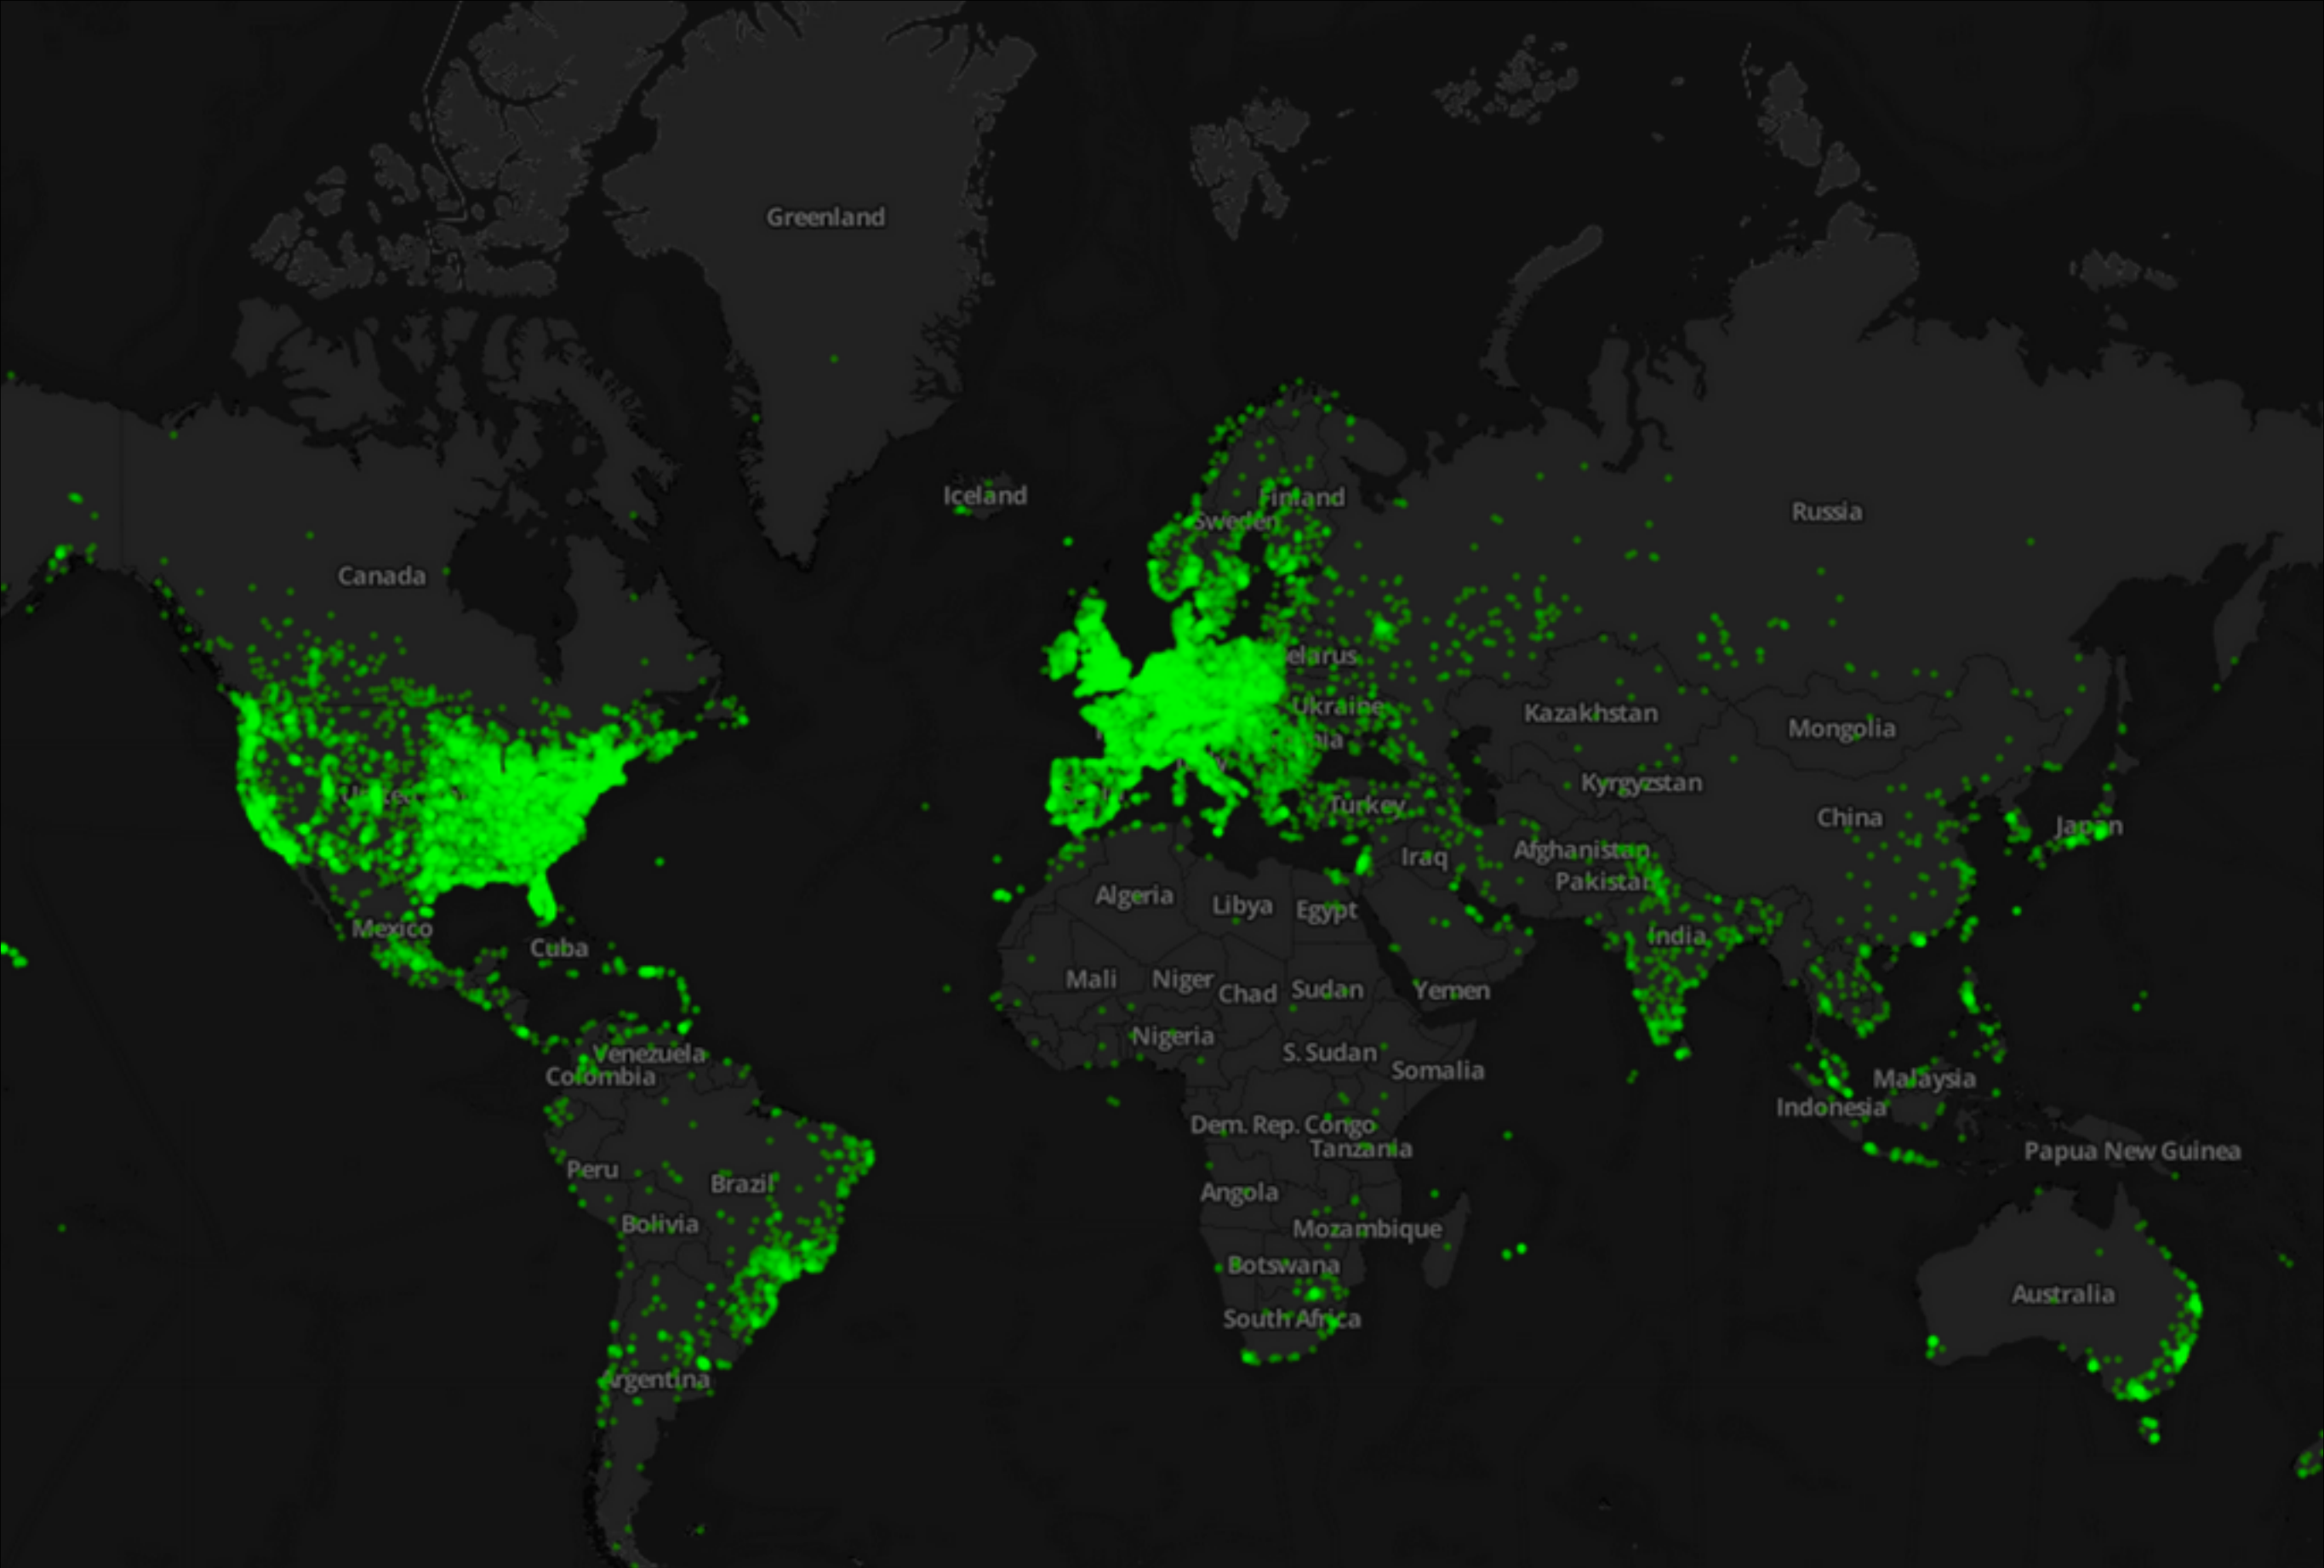 Greenland
Iceland
Finland
Sweden
Russia
Canada
elarus
Ukraine
Kazakhstan
Mongolia
Kyrgyzstan
Turkey
China
Japan
Afghanistan
Iraq
Pakistan
Algeria
Libya
Egypt
Mexico
Cuba
India
Mali
Niger
Chad
Sudan
Yemen
Nigeria
S. Sudan
Somalia
Venezuela
Colombia
Malaysia
Indonesia
Dem. Rep. Congo
Tanzania
Papua New Guinea
Peru
Brazil
Angola
Bolivia
Mozambique
Botswana
Australia
South Africa
Argentina